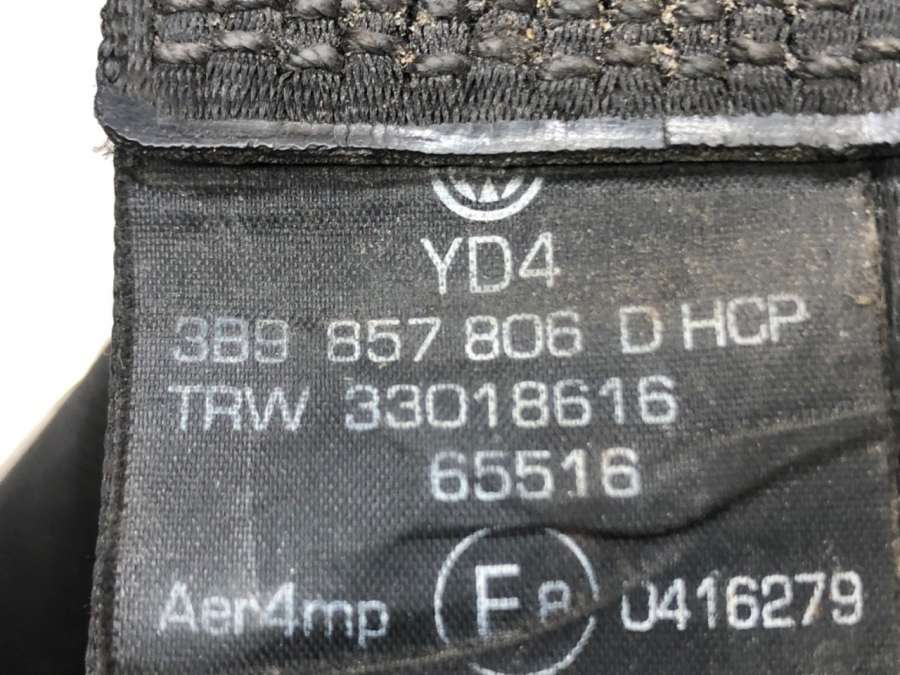 YD4
3B9 857 806 D HCP
TRW 33018616
65516
Aer4mp E8 0416279